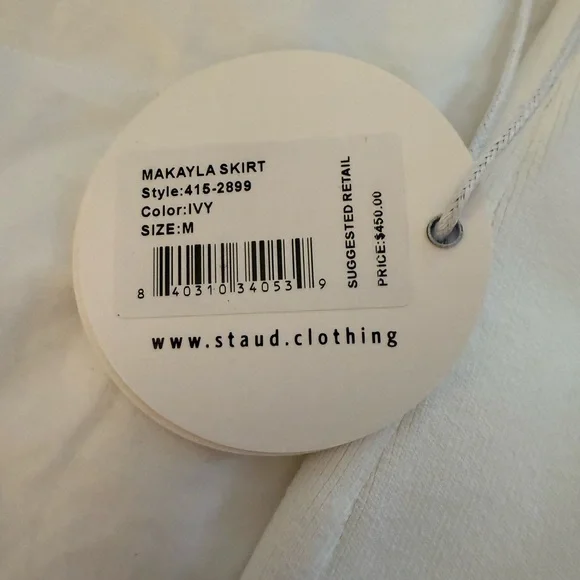 MAKAYLA SKIRT
Style:415-2899
Color:IVY
SIZE:M
8 40310 34053 9
SUGGESTED RETAIL
PRICE:$450.00
www.staud.clothing